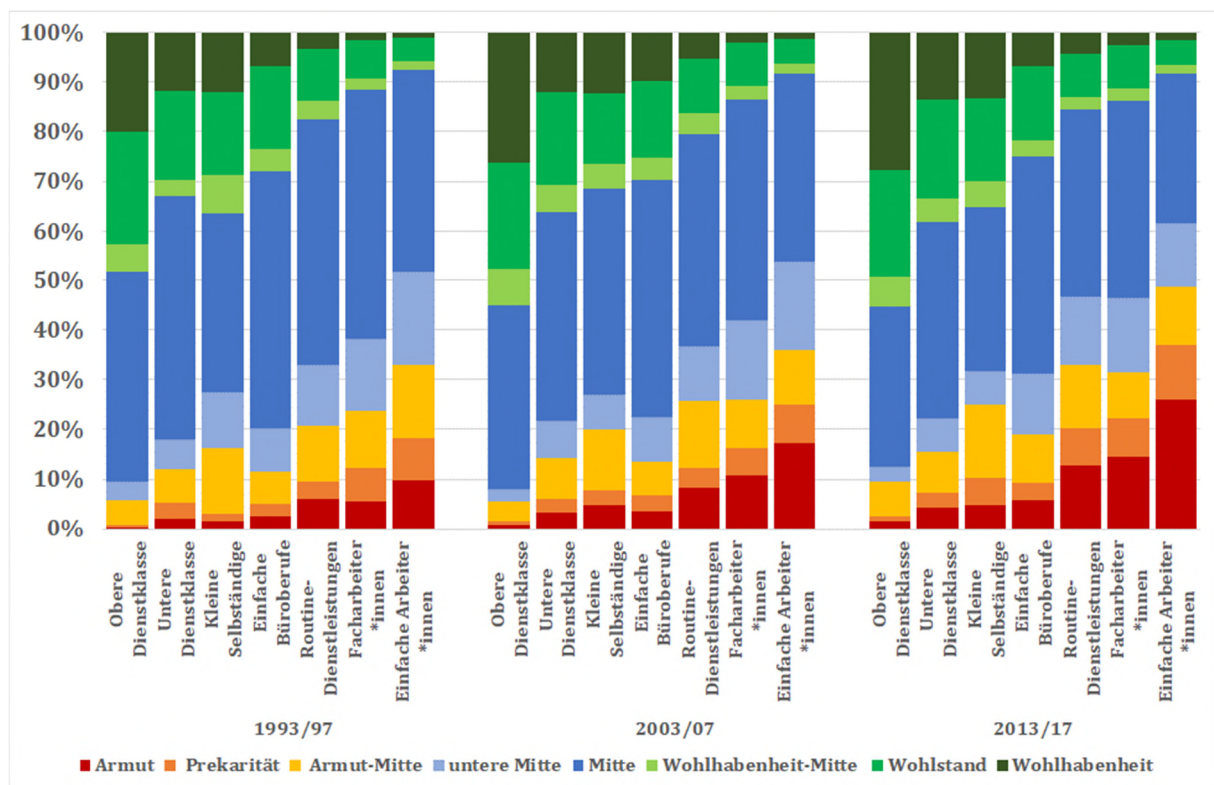 100%
90%
80%
70%
60%
50%
40%
30%
20%
10%
0%
Obere
Dienstklasse
Untere
Dienstklasse
Kleine
Selbständige
Einfache
Büroberufe
Routine-
Dienstleistungen
Facharbeiter
*innen
Einfache Arbeiter
*innen
Obere
Dienstklasse
Untere
Dienstklasse
Kleine
Selbständige
Einfache
Büroberufe
Routine-
Dienstleistungen
Facharbeiter
*innen
Einfache Arbeiter
*innen
Obere
Dienstklasse
Untere
Dienstklasse
Kleine
Selbständige
Einfache
Büroberufe
Routine-
Dienstleistungen
Facharbeiter
*innen
Einfache Arbeiter
*innen
1993/97 2003/07 2013/17
Armut Prekarität Armut-Mitte untere Mitte Mitte Wohlhabenheit-Mitte Wohlstand Wohlhabenheit